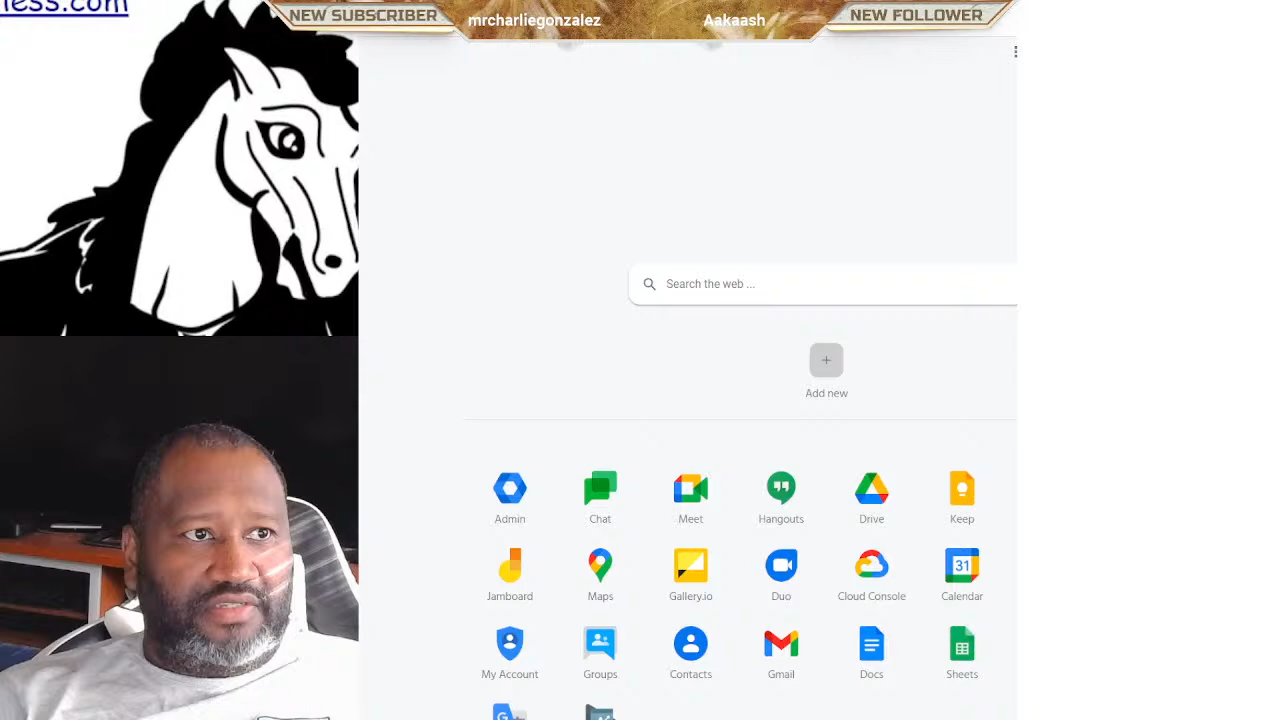 less.com
NEW SUBSCRIBER
mrcharliegonzalez
Aakaash
NEW FOLLOWER
Search the web ...
Add new
Admin
Chat
Meet
Hangouts
Drive
Keep
Jamboard
Maps
Gallery.io
Duo
Cloud Console
31
Calendar
My Account
Groups
Contacts
Gmail
Docs
Sheets
G